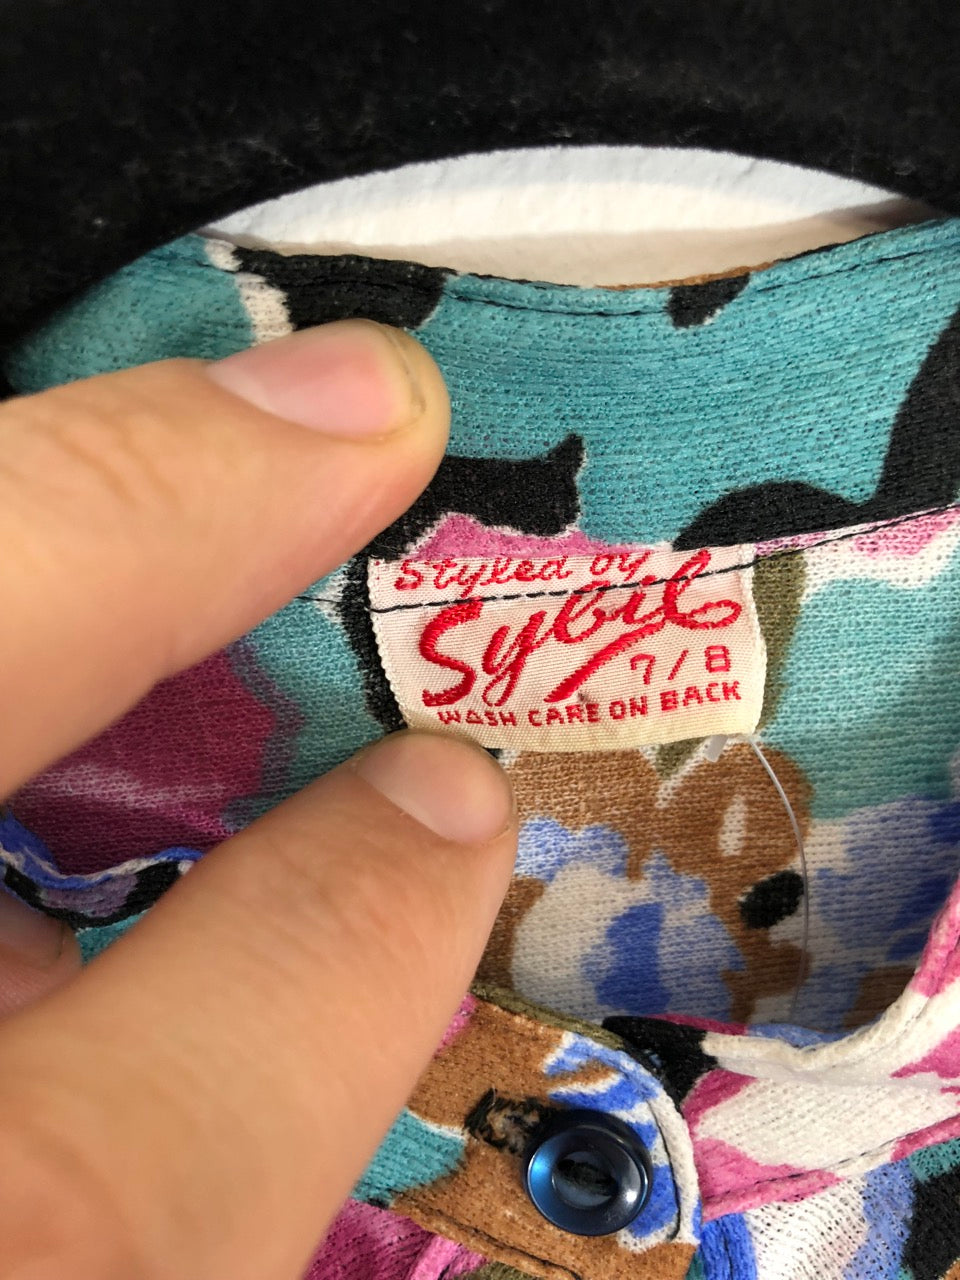 Styled by
Sybil
7/8
WASH CARE ON BACK